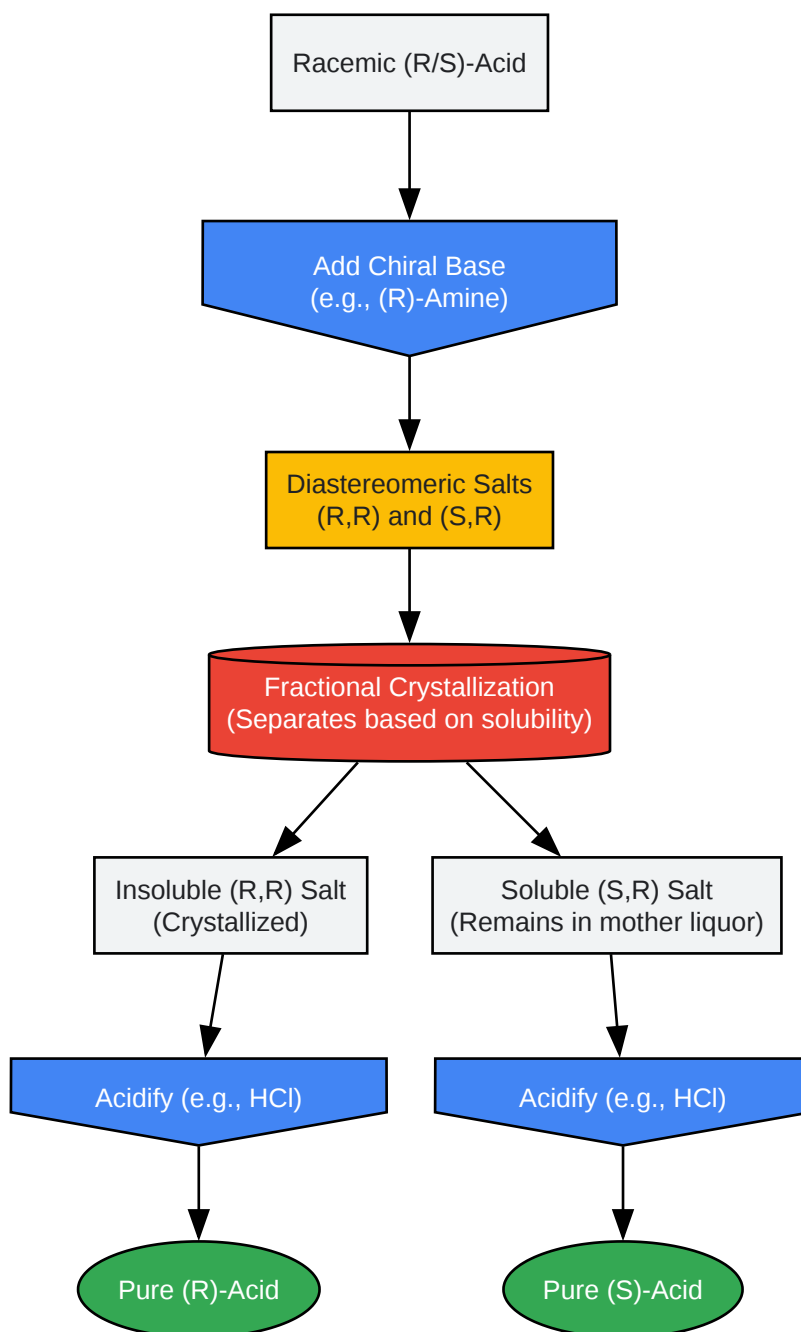 Racemic (R/S)-Acid
Add Chiral Base
(e.g., (R)-Amine)
Diastereomeric Salts
(R,R) and (S,R)
Fractional Crystallization
(Separates based on solubility)
Insoluble (R,R) Salt
(Crystallized)
Soluble (S,R) Salt
(Remains in mother liquor)
Acidify (e.g., HCl)
Acidify (e.g., HCl)
Pure (R)-Acid
Pure (S)-Acid